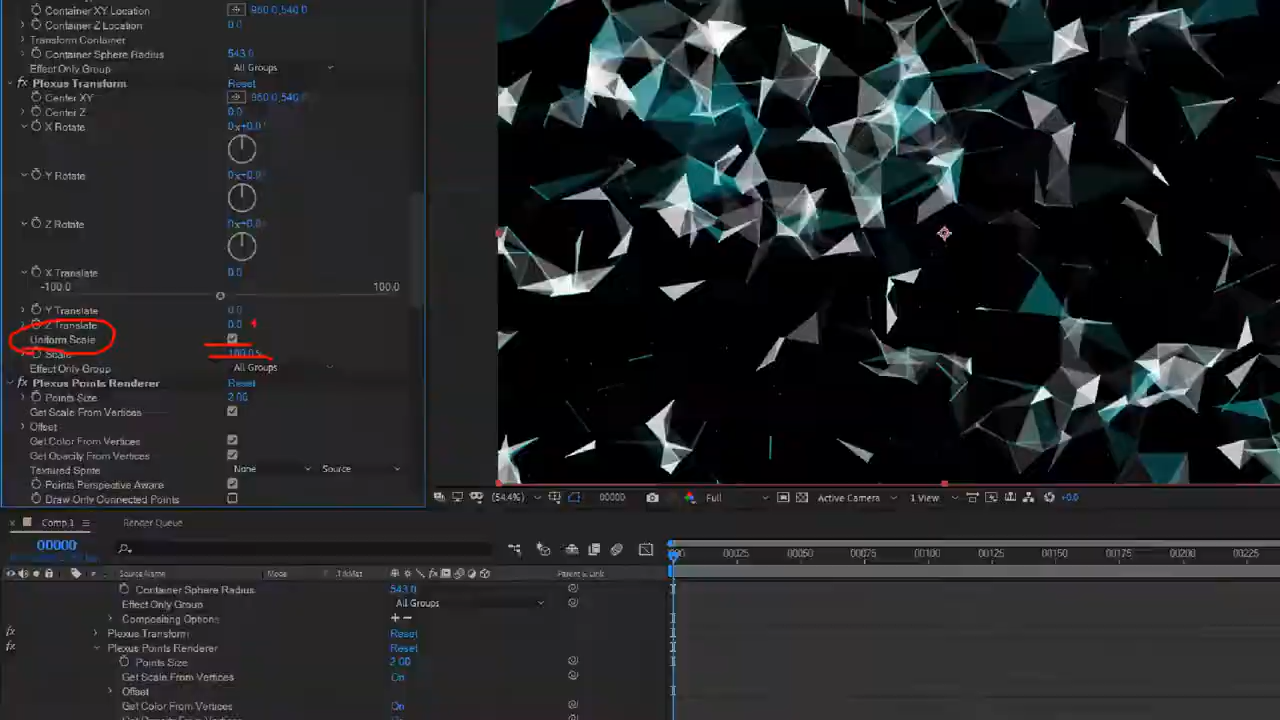 Container XY Location 960.0,540.0
Container Z Location 0.0
Transform Container
Container Sphere Radius 543.0
Effect Only Group All Groups
fx Plexus Transform Reset
Center XY 960.0,540.0
Center Z 0.0
X Rotate 0x+0.0°
Y Rotate 0x+0.0°
Z Rotate 0x+0.0°
X Translate 0.0
-100.0 100.0
Y Translate 0.0
Z Translate 0.0
Uniform Scale
Scale 100.0%
Effect Only Group All Groups
fx Plexus Points Renderer Reset
Points Size 2.00
Get Scale From Vertices
Offset
Get Color From Vertices
Get Opacity From Vertices
Textured Sprite None Source
Points Perspective Aware
Draw Only Connected Points
(54.4%) 00000 Full Active Camera 1 View +0.0
× Comp 1 Render Queue
00000
00025 00050 00075 00100 00125 00150 00175 00200 00225
# Source Name Mode T TrkMat fx Parent & Link
Container Sphere Radius 543.0
Effect Only Group All Groups
Compositing Options + −
fx Plexus Transform Reset
fx Plexus Points Renderer Reset
Points Size 2.00
Get Scale From Vertices On
Offset
Get Color From Vertices On